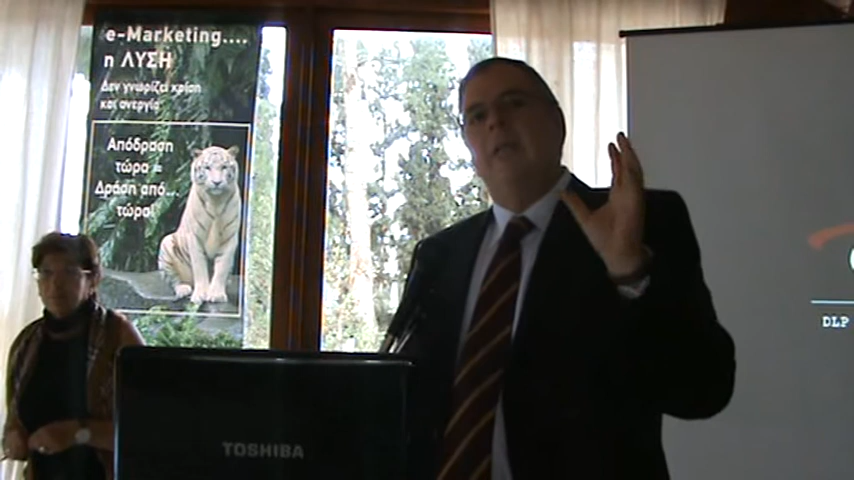 e-Marketing....
η ΛΥΣΗ
Δεν γνωρίζει κρίση
και ανεργία
Απόδραση
τώρα =
Δράση από...
τώρα!
TOSHIBA
DLP